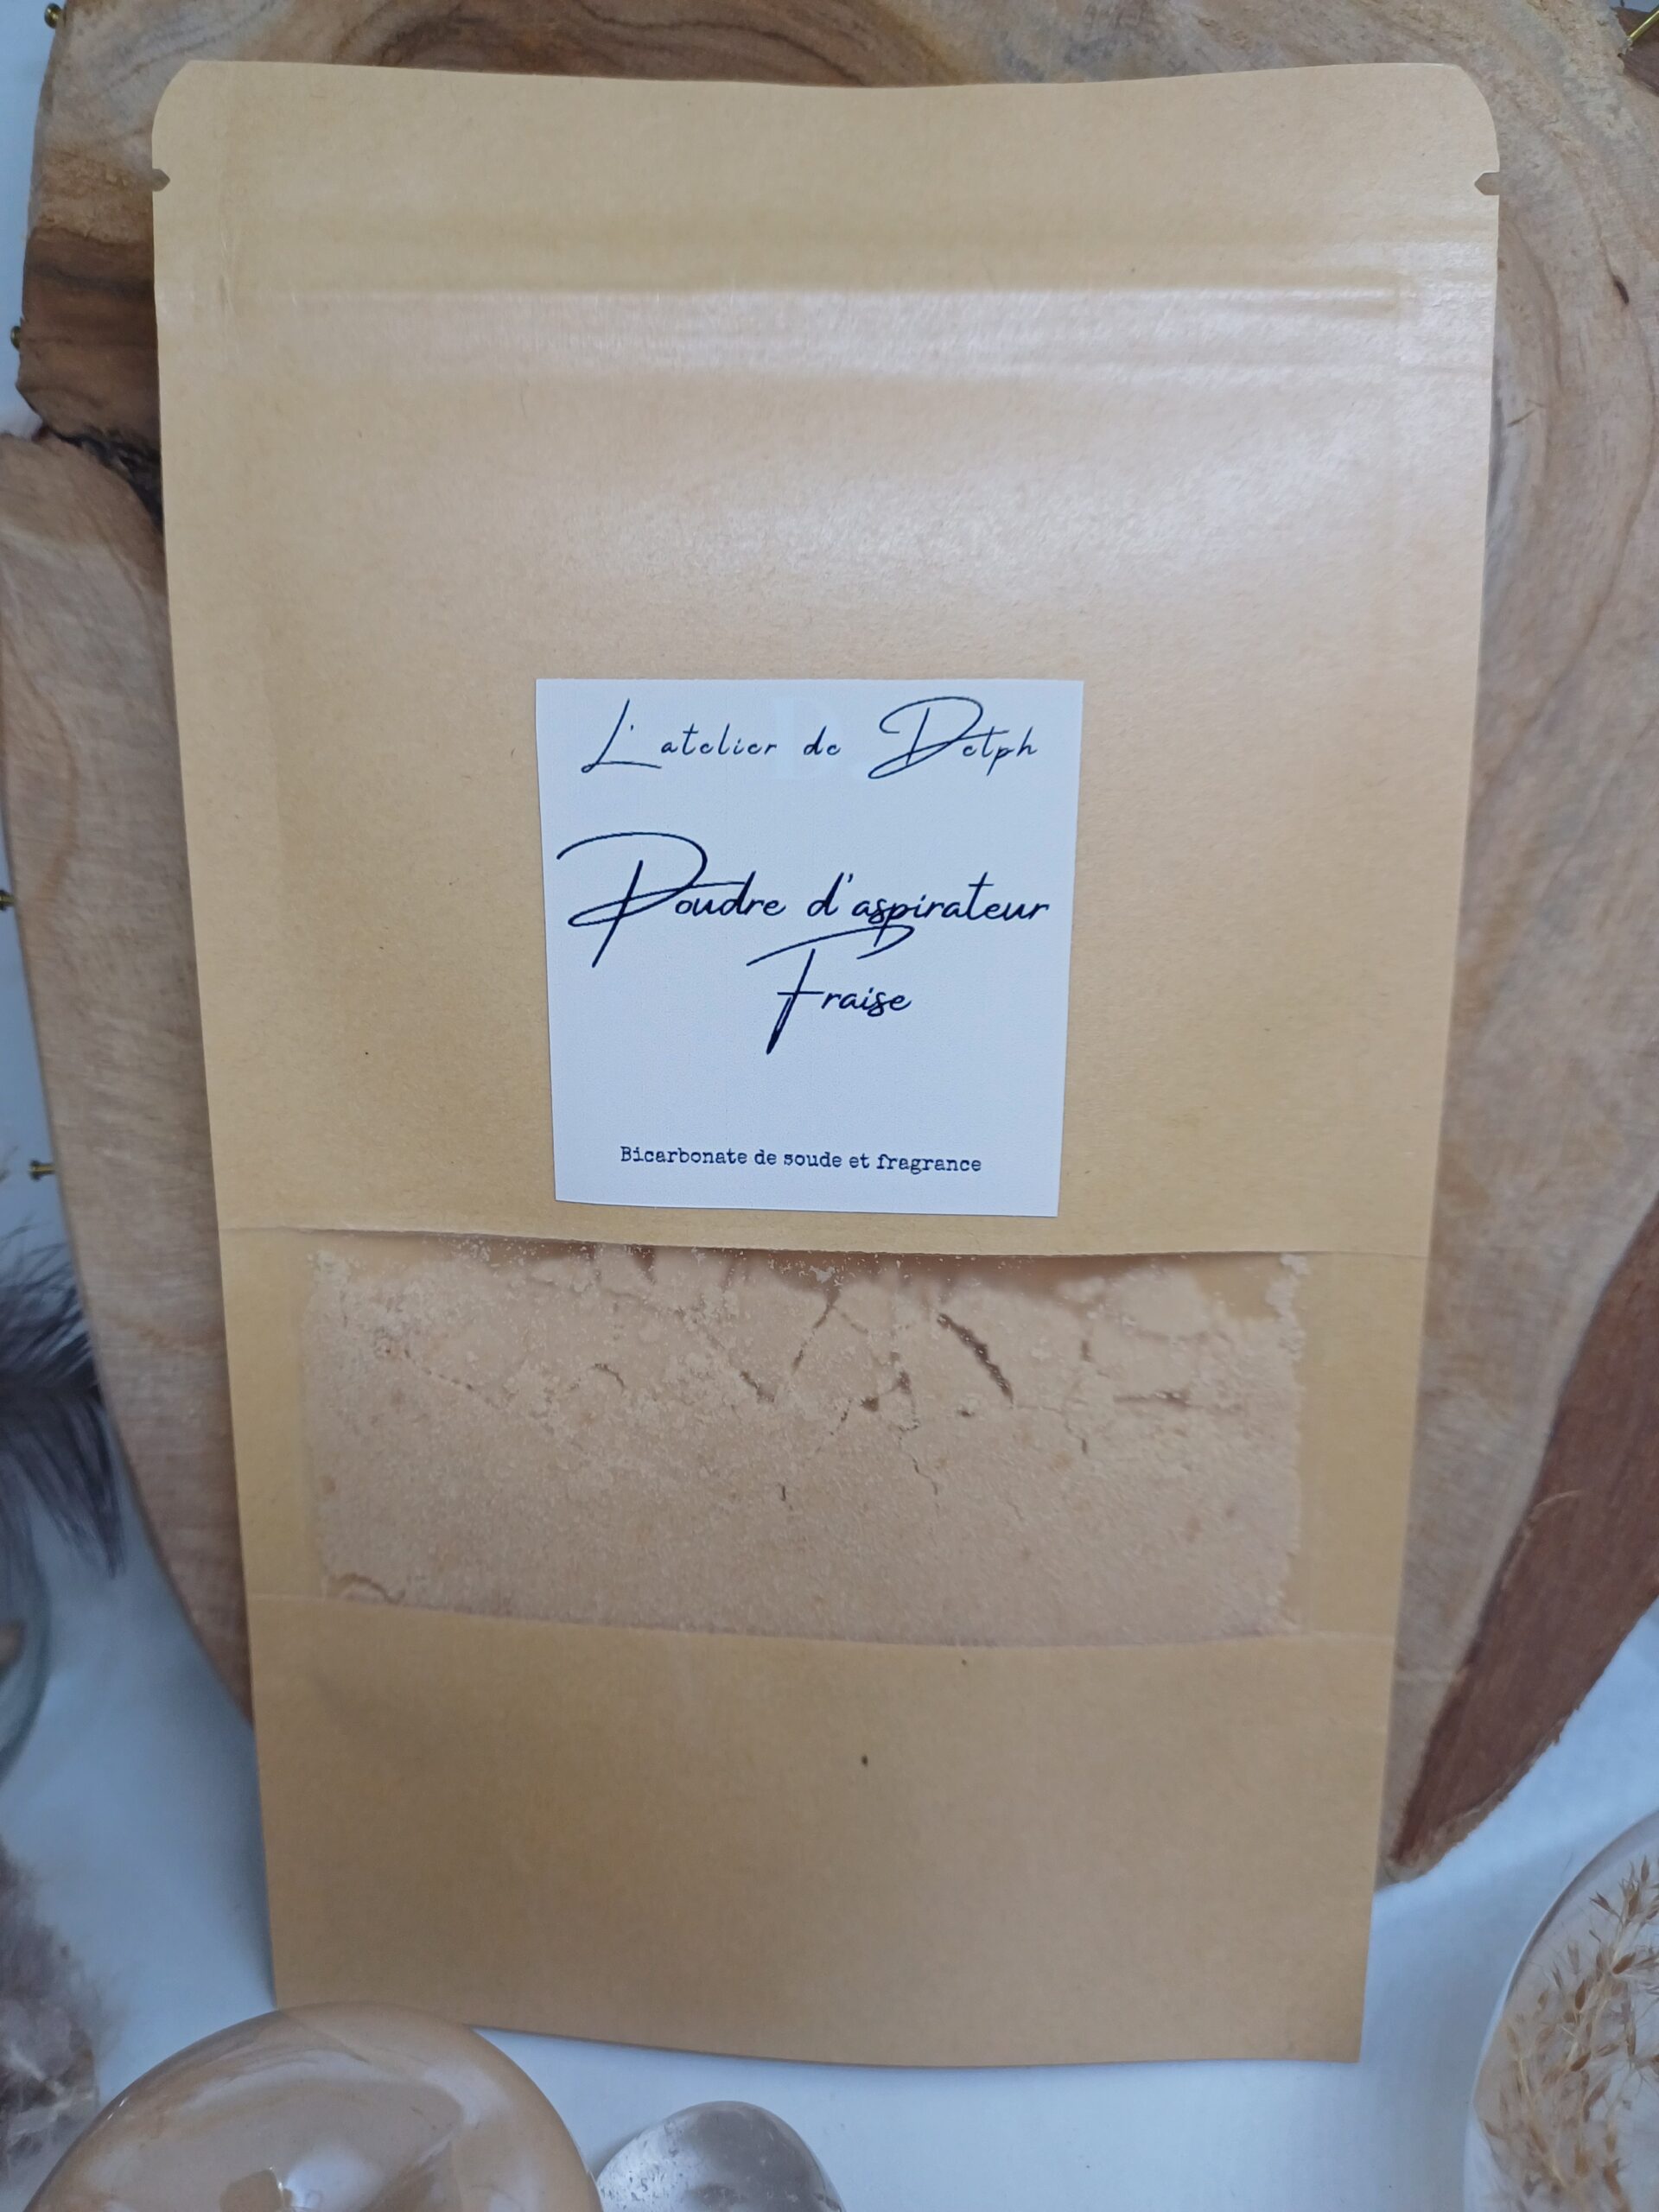 L'atelier de Delph
Poudre d'aspirateur
Fraise
Bicarbonate de soude et fragrance